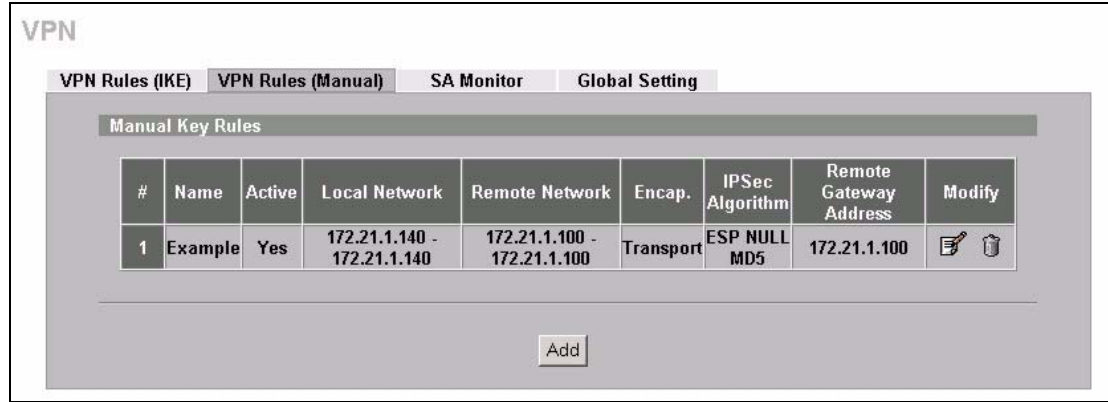 VPN
VPN Rules (IKE) VPN Rules (Manual) SA Monitor Global Setting
Manual Key Rules
# Name Active Local Network Remote Network Encap. IPSec Algorithm Remote Gateway Address Modify
1 Example Yes 172.21.1.140 - 172.21.1.140 172.21.1.100 - 172.21.1.100 Transport ESP NULL MD5 172.21.1.100
Add